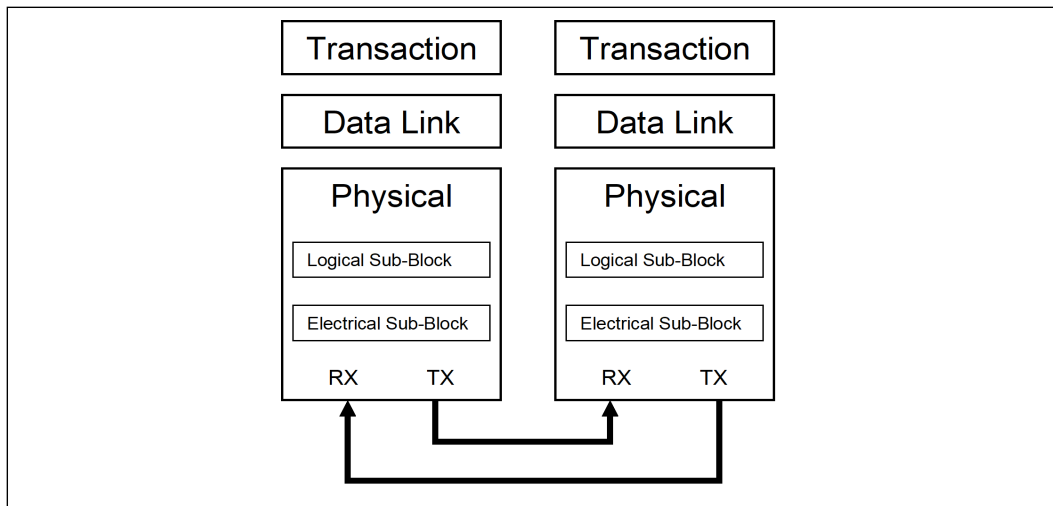 Transaction
Transaction
Data Link
Data Link
Physical
Physical
Logical Sub-Block
Logical Sub-Block
Electrical Sub-Block
Electrical Sub-Block
RX
TX
RX
TX